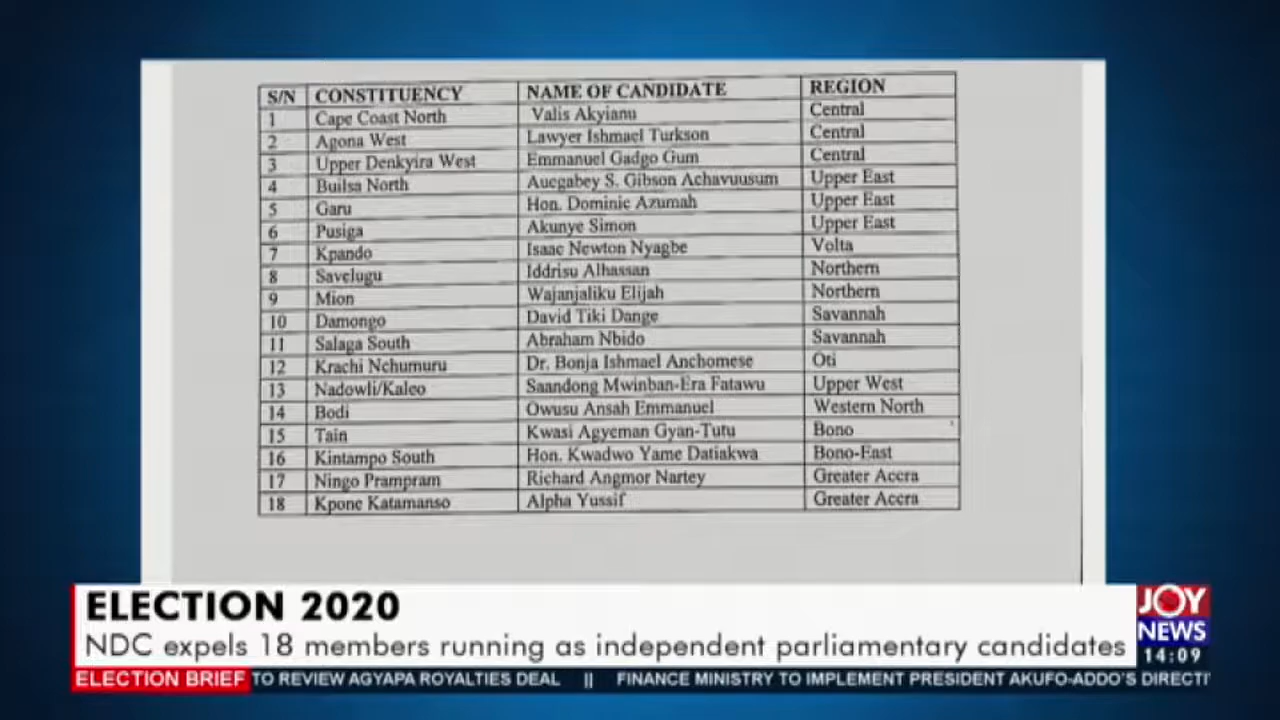 S/N CONSTITUENCY NAME OF CANDIDATE REGION
1 Cape Coast North Valis Akyianu Central
2 Agona West Lawyer Ishmael Turkson Central
3 Upper Denkyira West Emmanuel Gadgo Gum Central
4 Builsa North Auegabey S. Gibson Achavuusum Upper East
5 Garu Hon. Dominic Azumah Upper East
6 Pusiga Akunye Simon Upper East
7 Kpando Isaac Newton Nyagbe Volta
8 Savelugu Iddrisu Alhassan Northern
9 Mion Wajanjaliku Elijah Northern
10 Damongo David Tiki Dange Savannah
11 Salaga South Abraham Nbido Savannah
12 Krachi Nchumuru Dr. Bonja Ishmael Anchomese Oti
13 Nadowli/Kaleo Saandong Mwinban-Era Fatawu Upper West
14 Bodi Owusu Ansah Emmanuel Western North
15 Tain Kwasi Agyeman Gyan-Tutu Bono
16 Kintampo South Hon. Kwadwo Yame Datiakwa Bono-East
17 Ningo Prampram Richard Angmor Nartey Greater Accra
18 Kpone Katamanso Alpha Yussif Greater Accra
ELECTION 2020
NDC expels 18 members running as independent parliamentary candidates
JOY
NEWS
14:09
ELECTION BRIEF TO REVIEW AGYAPA ROYALTIES DEAL || FINANCE MINISTRY TO IMPLEMENT PRESIDENT AKUFO-ADDO'S DIRECTI